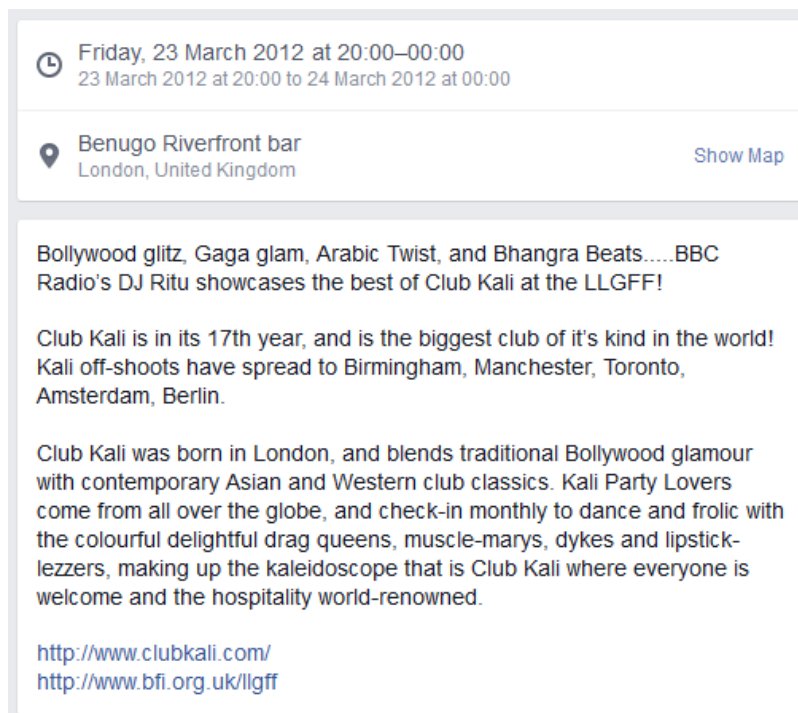 Friday, 23 March 2012 at 20:00–00:00
23 March 2012 at 20:00 to 24 March 2012 at 00:00
Benugo Riverfront bar
London, United Kingdom
Show Map
Bollywood glitz, Gaga glam, Arabic Twist, and Bhangra Beats.....BBC
Radio's DJ Ritu showcases the best of Club Kali at the LLGFF!
Club Kali is in its 17th year, and is the biggest club of it's kind in the world!
Kali off-shoots have spread to Birmingham, Manchester, Toronto,
Amsterdam, Berlin.
Club Kali was born in London, and blends traditional Bollywood glamour
with contemporary Asian and Western club classics. Kali Party Lovers
come from all over the globe, and check-in monthly to dance and frolic with
the colourful delightful drag queens, muscle-marys, dykes and lipstick-
lezzers, making up the kaleidoscope that is Club Kali where everyone is
welcome and the hospitality world-renowned.
http://www.clubkali.com/
http://www.bfi.org.uk/llgff